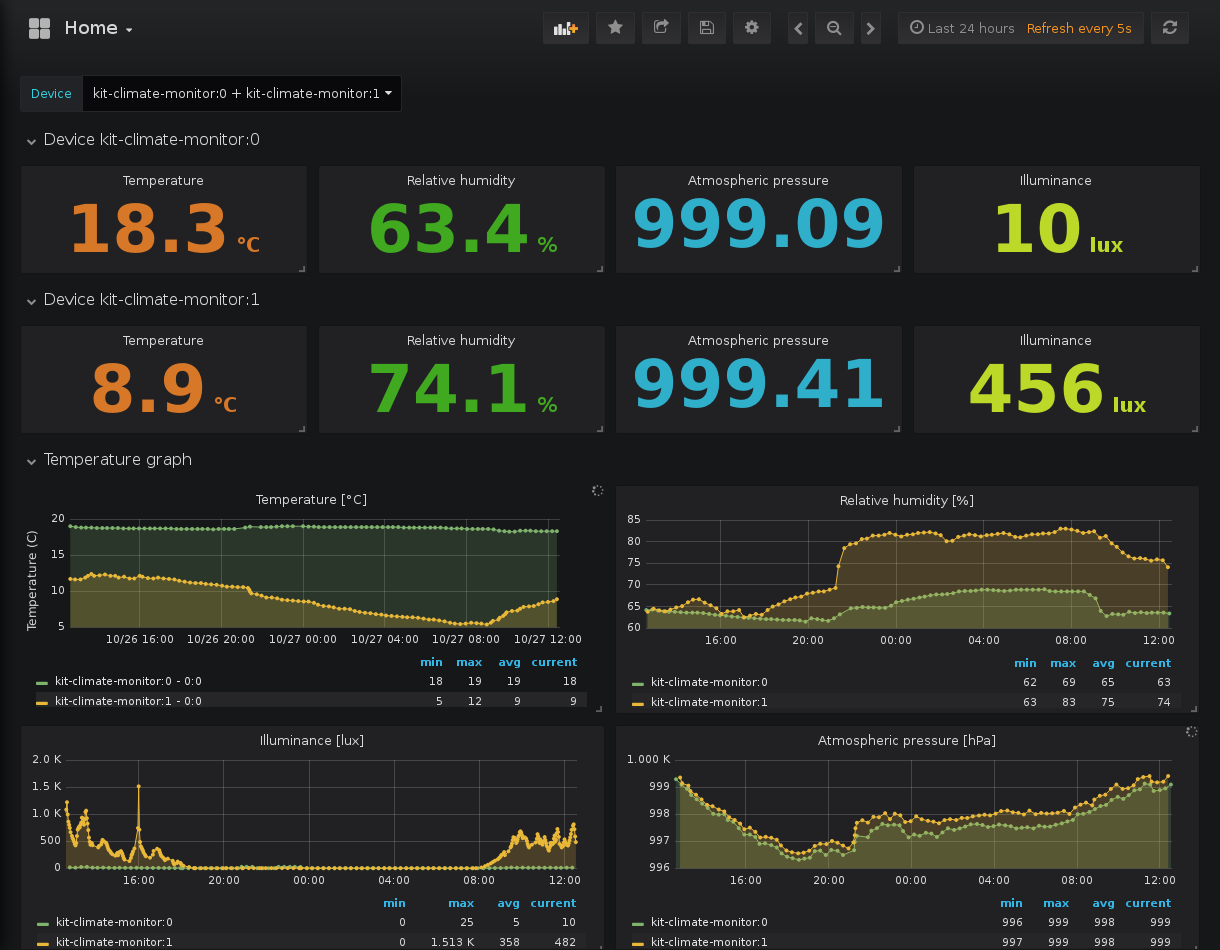 Home
Last 24 hours Refresh every 5s
Device kit-climate-monitor:0 + kit-climate-monitor:1
Device kit-climate-monitor:0
Temperature Relative humidity Atmospheric pressure Illuminance
18.3 °C 63.4 % 999.09 10 lux
Device kit-climate-monitor:1
Temperature Relative humidity Atmospheric pressure Illuminance
8.9 °C 74.1 % 999.41 456 lux
Temperature graph
Temperature [°C]
Temperature (C)
20
15
10
5
10/26 16:00 10/26 20:00 10/27 00:00 10/27 04:00 10/27 08:00 10/27 12:00
min max avg current
kit-climate-monitor:0 - 0:0 18 19 19 18
kit-climate-monitor:1 - 0:0 5 12 9 9
Relative humidity [%]
85
80
75
70
65
60
16:00 20:00 00:00 04:00 08:00 12:00
min max avg current
kit-climate-monitor:0 62 69 65 63
kit-climate-monitor:1 63 83 75 74
Illuminance [lux]
2.0 K
1.5 K
1.0 K
500
0
16:00 20:00 00:00 04:00 08:00 12:00
min max avg current
kit-climate-monitor:0 0 25 5 10
kit-climate-monitor:1 0 1.513 K 358 482
Atmospheric pressure [hPa]
1.000 K
999
998
997
996
16:00 20:00 00:00 04:00 08:00 12:00
min max avg current
kit-climate-monitor:0 996 999 998 999
kit-climate-monitor:1 997 999 998 999